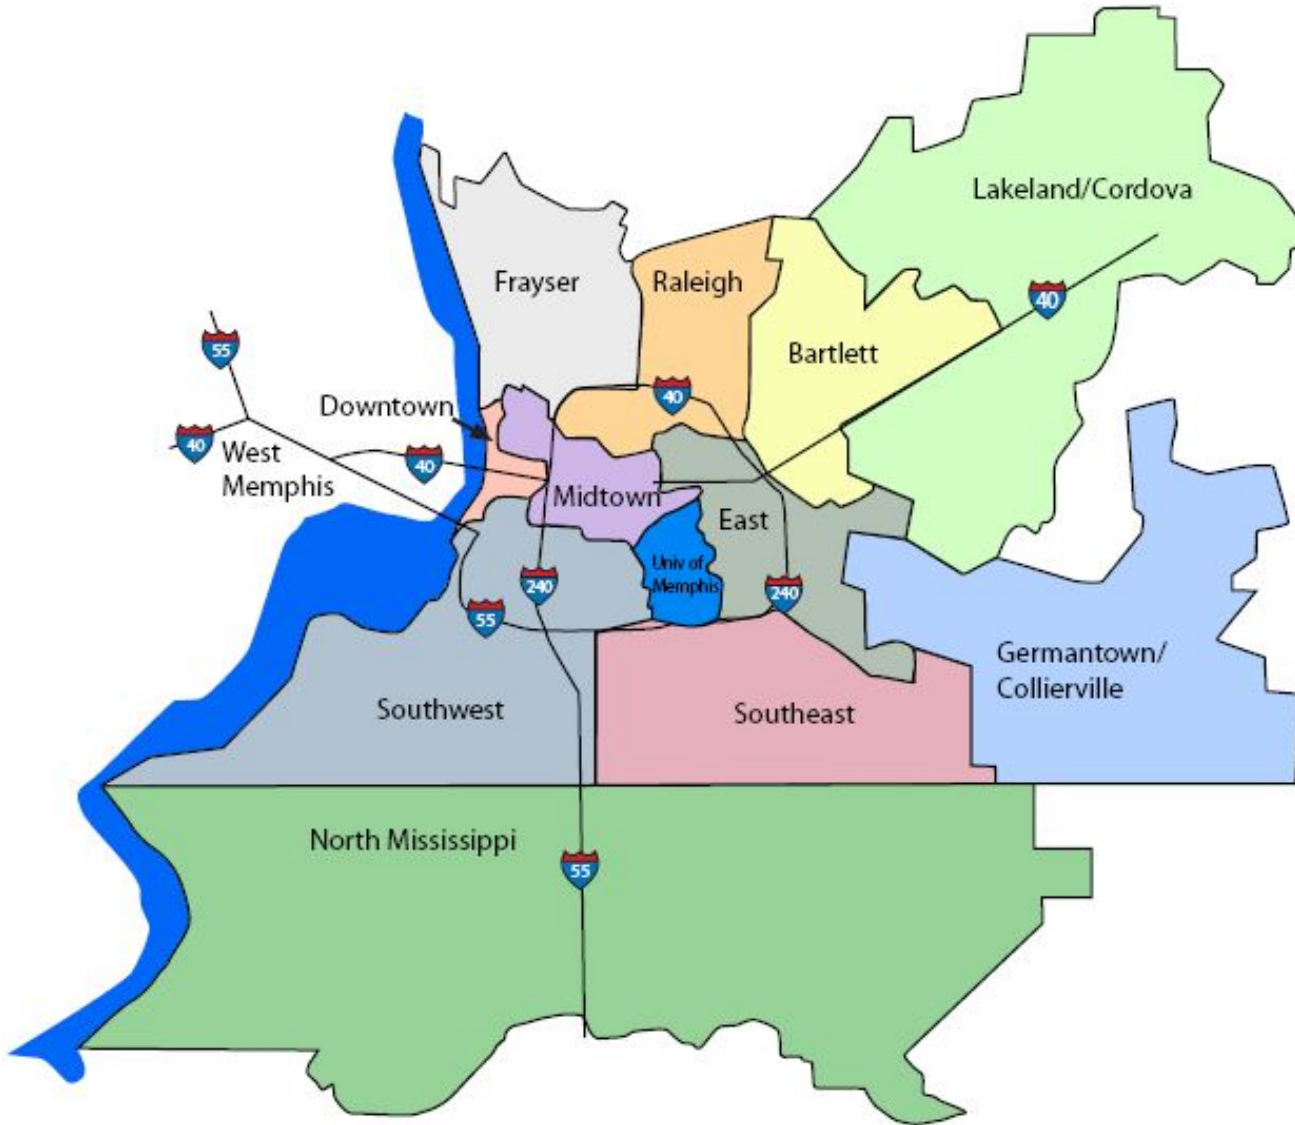 Lakeland/Cordova
Frayser
Raleigh
40
55
Bartlett
40
Downtown
40
West
Memphis
40
Midtown
East
Univ of
Memphis
240
240
55
Germantown/
Collierville
Southwest
Southeast
North Mississippi
55